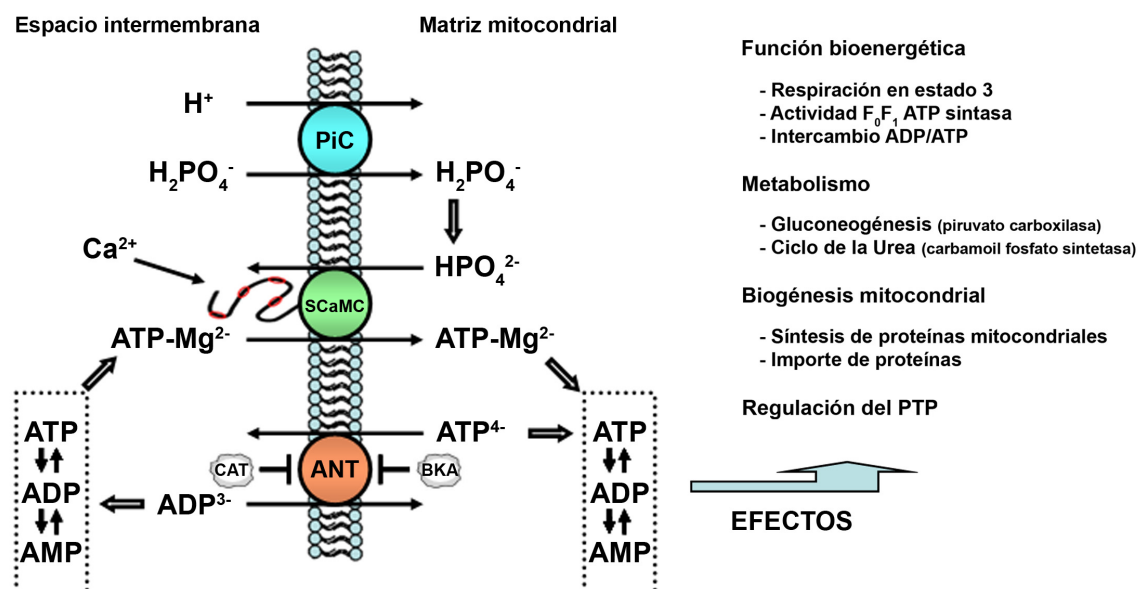 Espacio intermembrana
Matriz mitocondrial
H+
PiC
H2PO4-
H2PO4-
Ca2+
HPO42-
SCaMC
ATP-Mg2-
ATP-Mg2-
ATP4-
CAT
ANT
BKA
ADP3-
ATP
ADP
AMP
ATP
ADP
AMP
Función bioenergética
- Respiración en estado 3
- Actividad F0F1 ATP sintasa
- Intercambio ADP/ATP
Metabolismo
- Gluconeogénesis (piruvato carboxilasa)
- Ciclo de la Urea (carbamoil fosfato sintetasa)
Biogénesis mitocondrial
- Síntesis de proteínas mitocondriales
- Importe de proteínas
Regulación del PTP
EFECTOS